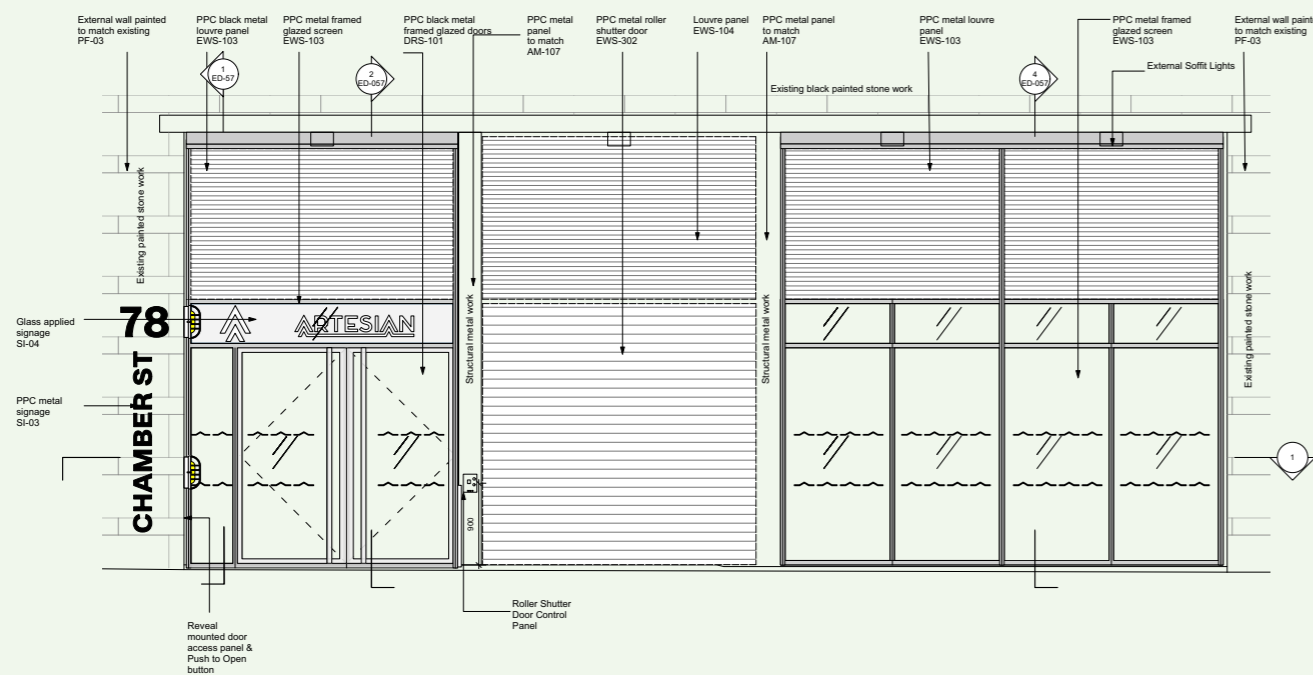 External wall painted
to match existing
PF-03
PPC black metal
louvre panel
EWS-103
PPC metal framed
glazed screen
EWS-103
PPC black metal
framed glazed doors
DRS-101
PPC metal
panel
to match
AM-107
PPC metal roller
shutter door
EWS-302
Louvre panel
EWS-104
PPC metal panel
to match
AM-107
PPC metal louvre
panel
EWS-103
PPC metal framed
glazed screen
EWS-103
External wall painte
to match existing
PF-03
1
ED-57
2
ED-057
4
ED-057
External Soffit Lights
Existing black painted stone work
Existing painted stone work
Structural metal work
Structural metal work
Existing painted stone work
Glass applied
signage
SI-04
78
ARTESIAN
PPC metal
signage
SI-03
CHAMBER ST
1
900
Roller Shutter
Door Control
Panel
Reveal
mounted door
access panel &
Push to Open
button